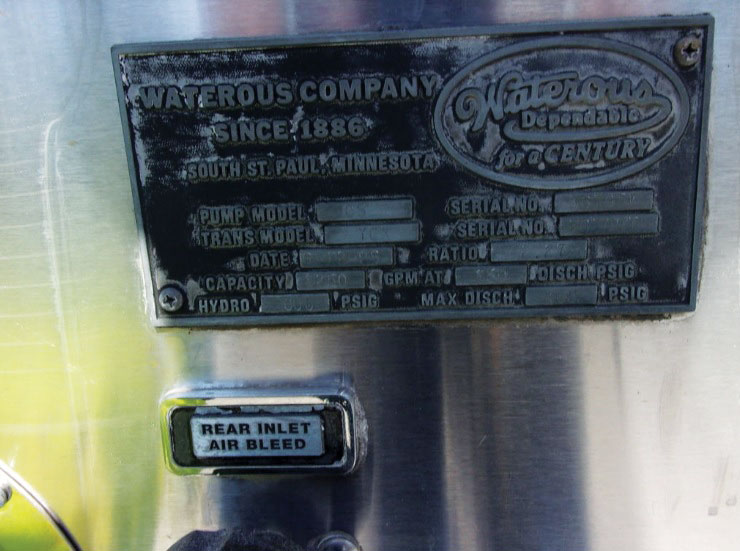 WATEROUS COMPANY
SINCE 1886
SOUTH ST. PAUL, MINNESOTA
Waterous
Dependable
for a CENTURY
PUMP MODEL SERIAL NO.
TRANS MODEL SERIAL NO.
DATE RATIO
CAPACITY GPM AT DISCH PSIG
HYDRO PSIG MAX DISCH PSIG
REAR INLET
AIR BLEED